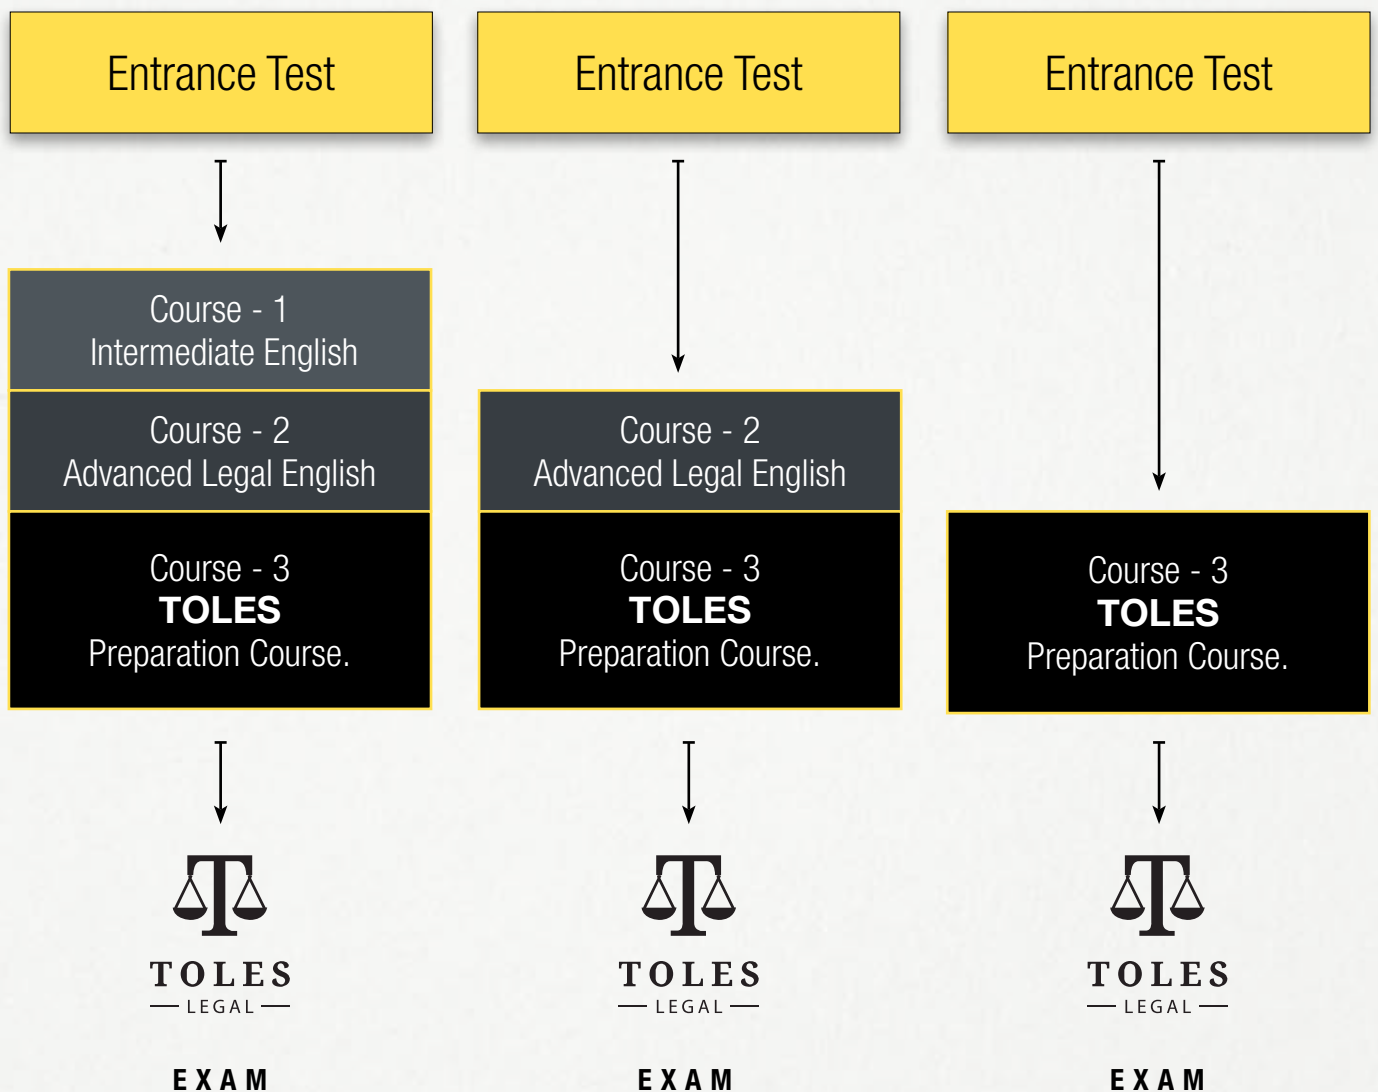 Entrance Test
Course - 1
Intermediate English
Course - 2
Advanced Legal English
Course - 3
TOLES
Preparation Course.
TOLES
LEGAL
EXAM
Entrance Test
Course - 2
Advanced Legal English
Course - 3
TOLES
Preparation Course.
TOLES
LEGAL
EXAM
Entrance Test
Course - 3
TOLES
Preparation Course.
TOLES
LEGAL
EXAM